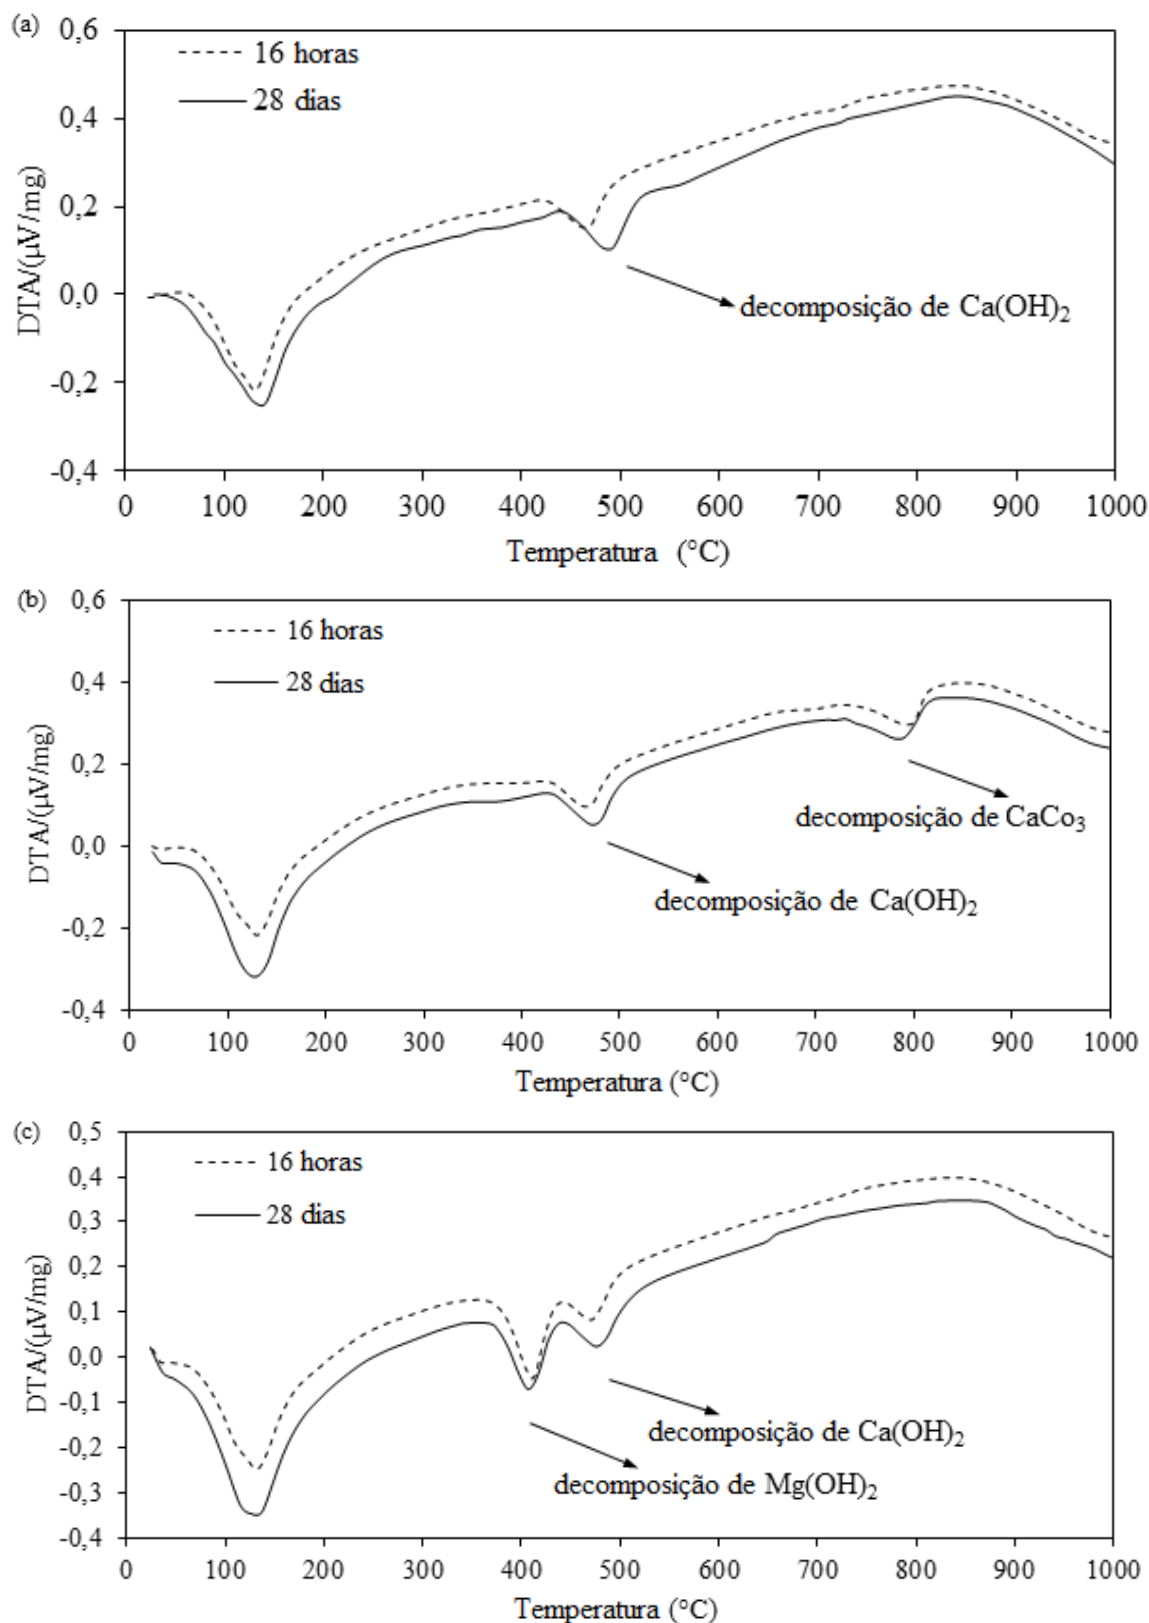 (a)
0,6
0,4
0,2
0,0
-0,2
-0,4
DTA/(µV/mg)
16 horas
28 dias
decomposição de Ca(OH)2
0 100 200 300 400 500 600 700 800 900 1000
Temperatura (°C)
(b)
0,6
0,4
0,2
0,0
-0,2
-0,4
DTA/(µV/mg)
16 horas
28 dias
decomposição de CaCo3
decomposição de Ca(OH)2
0 100 200 300 400 500 600 700 800 900 1000
Temperatura (°C)
(c)
0,5
0,4
0,3
0,2
0,1
0,0
-0,1
-0,2
-0,3
-0,4
DTA/(µV/mg)
16 horas
28 dias
decomposição de Ca(OH)2
decomposição de Mg(OH)2
0 100 200 300 400 500 600 700 800 900 1000
Temperatura (°C)